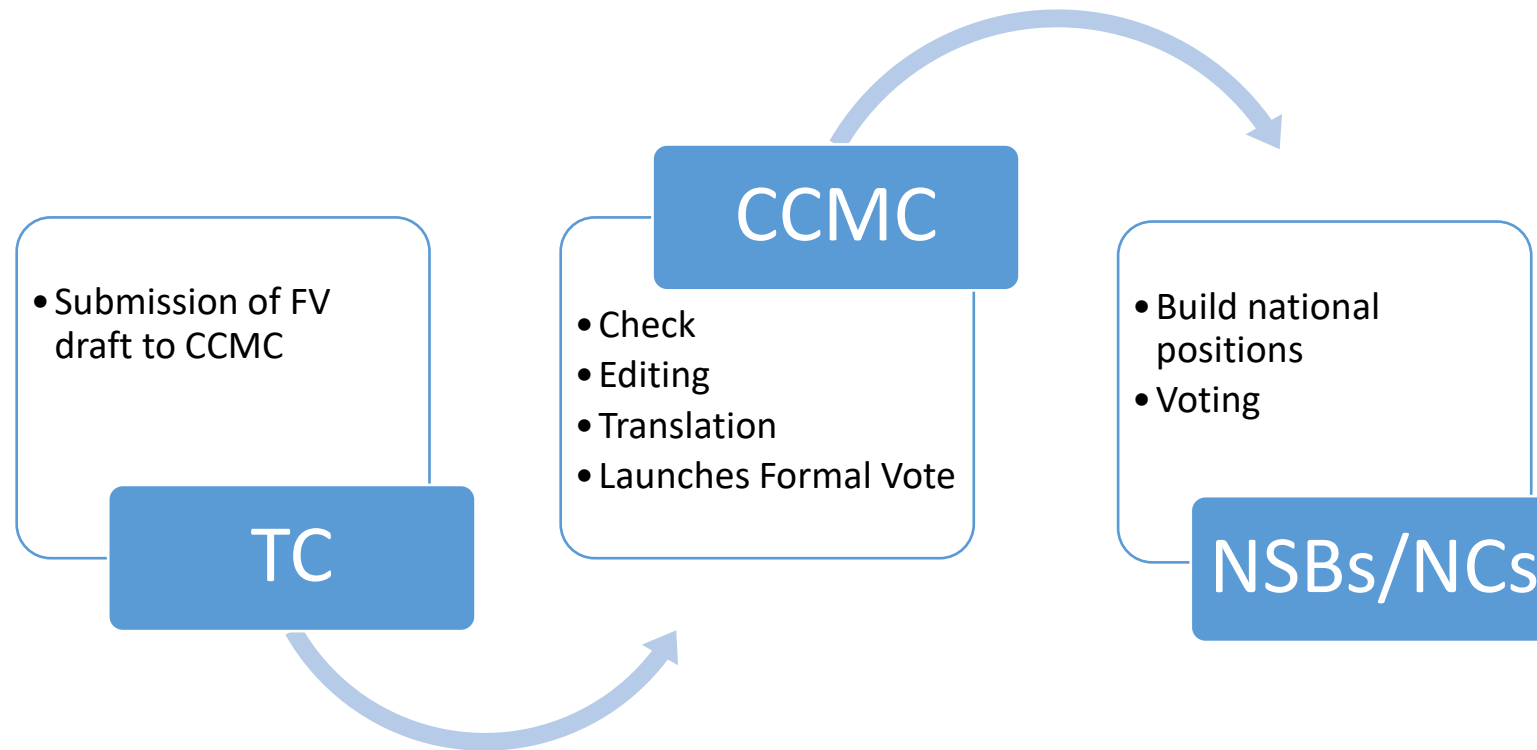 • Submission of FV
draft to CCMC
TC
CCMC
• Check
• Editing
• Translation
• Launches Formal Vote
• Build national
positions
• Voting
NSBs/NCs